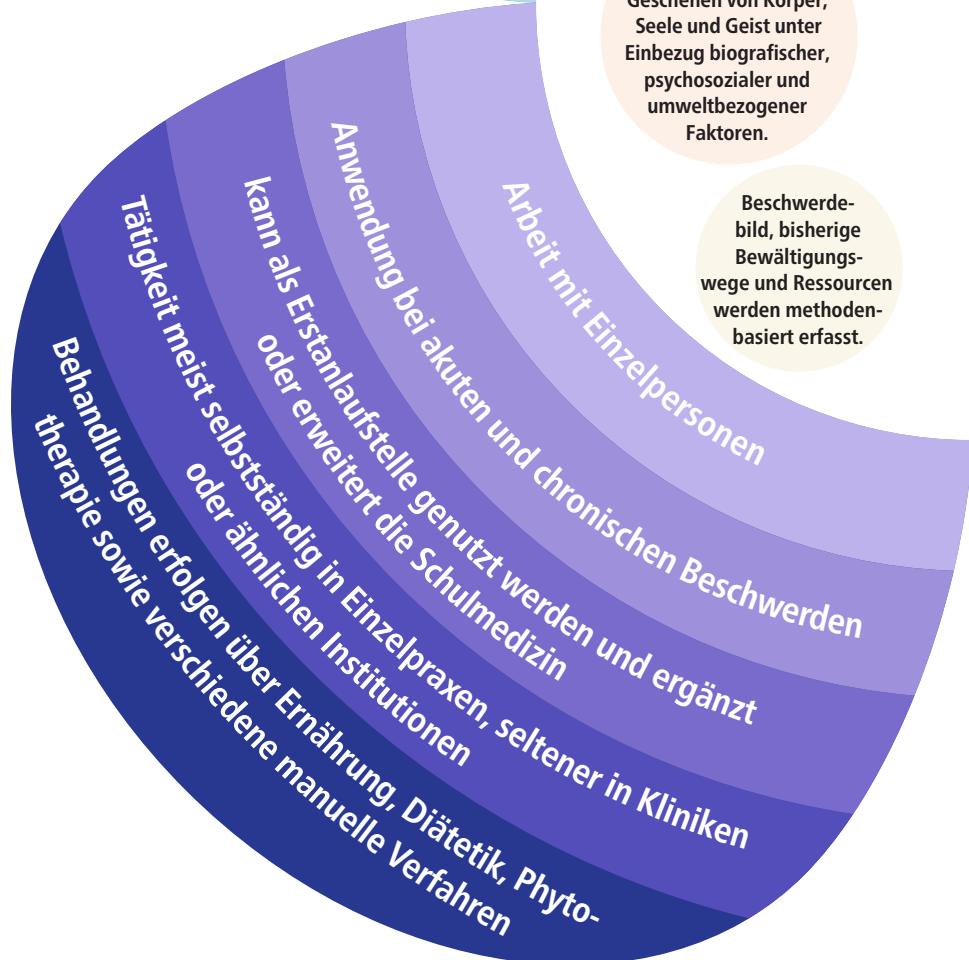 Geschehen von Körper,
Seele und Geist unter
Einbezug biografischer,
psychosozialer und
umweltbezogener
Faktoren.
Beschwerde-
bild, bisherige
Bewältigungs-
wege und Ressourcen
werden methoden-
basiert erfasst.
Arbeit mit Einzelpersonen
Anwendung bei akuten und chronischen Beschwerden
kann als Erstanlaufstelle genutzt werden und ergänzt
oder erweitert die Schulmedizin
Tätigkeit meist selbstständig in Einzelpraxen, seltener in Kliniken
oder ähnlichen Institutionen
Behandlungen erfolgen über Ernährung, Diätetik, Phyto-
therapie sowie verschiedene manuelle Verfahren